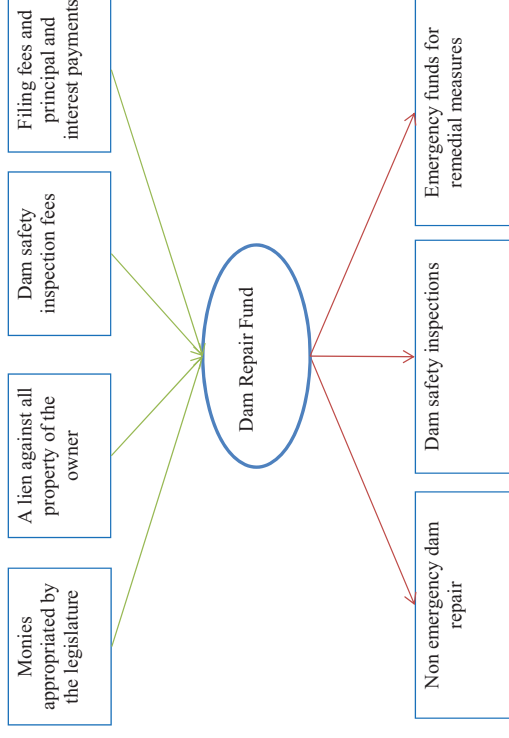 Monies
appropriated by
the legislature
A lien against all
property of the
owner
Dam safety
inspection fees
Filing fees and
principal and
interest payments
Dam Repair Fund
Non emergency dam
repair
Dam safety inspections
Emergency funds for
remedial measures